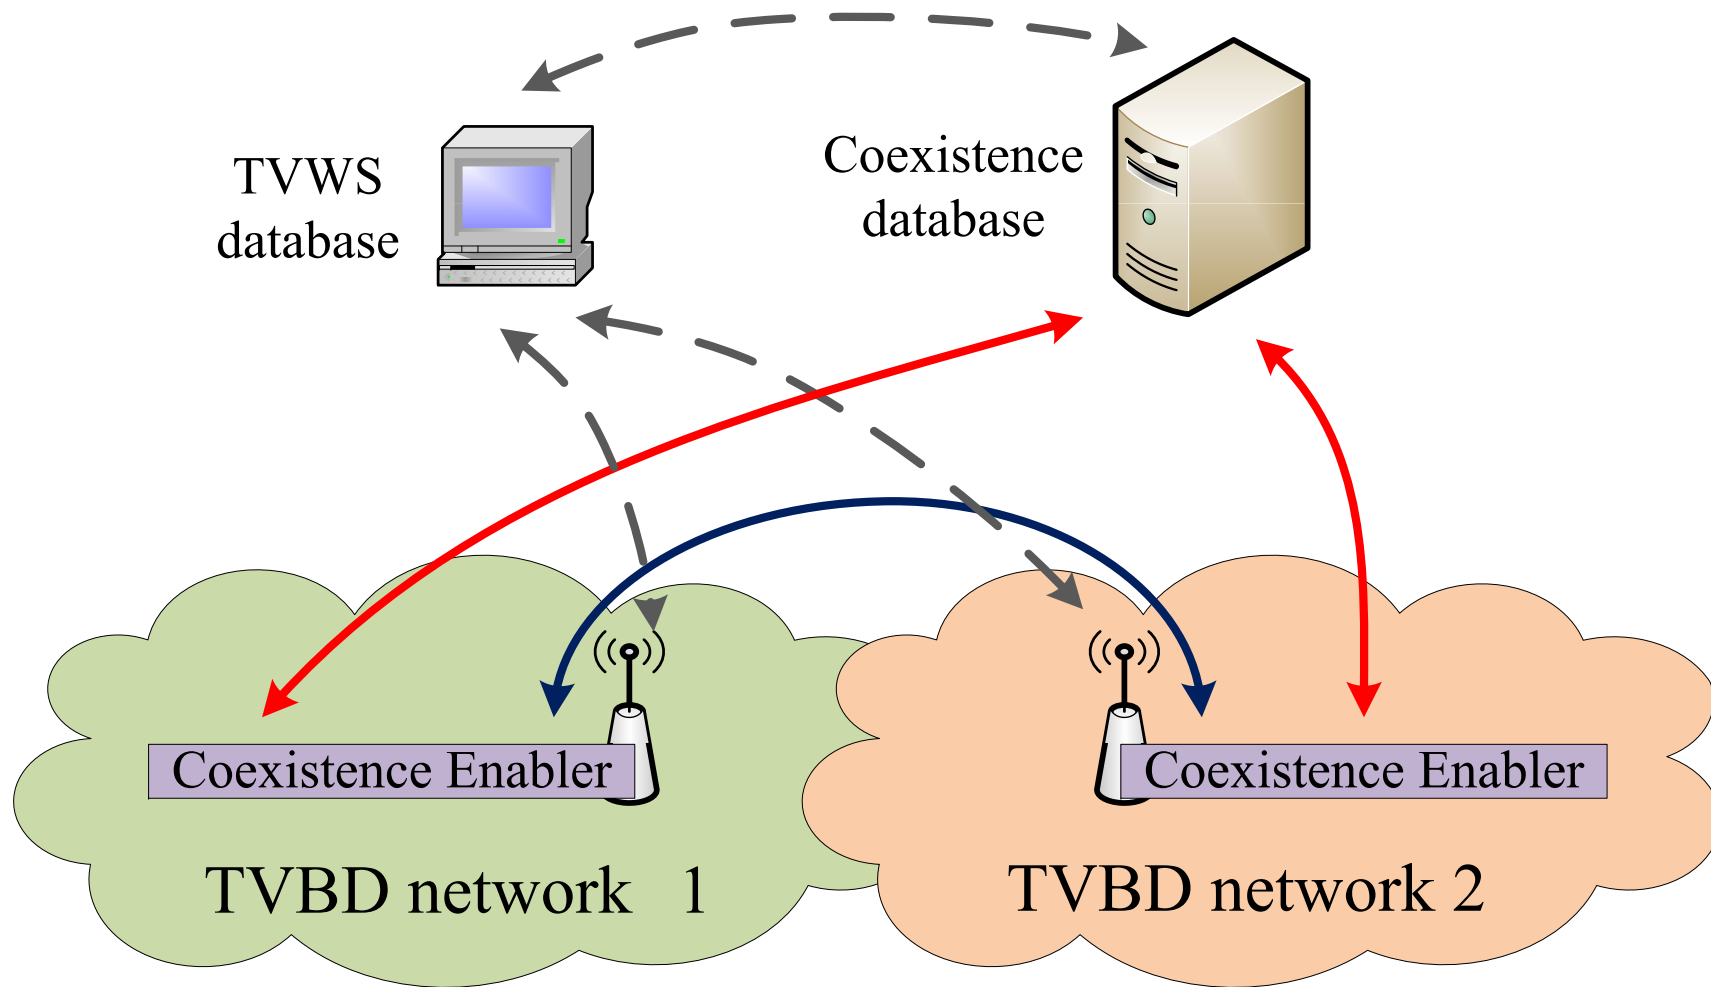 TVWS
database
Coexistence
database
Coexistence Enabler
Coexistence Enabler
TVBD network 1
TVBD network 2